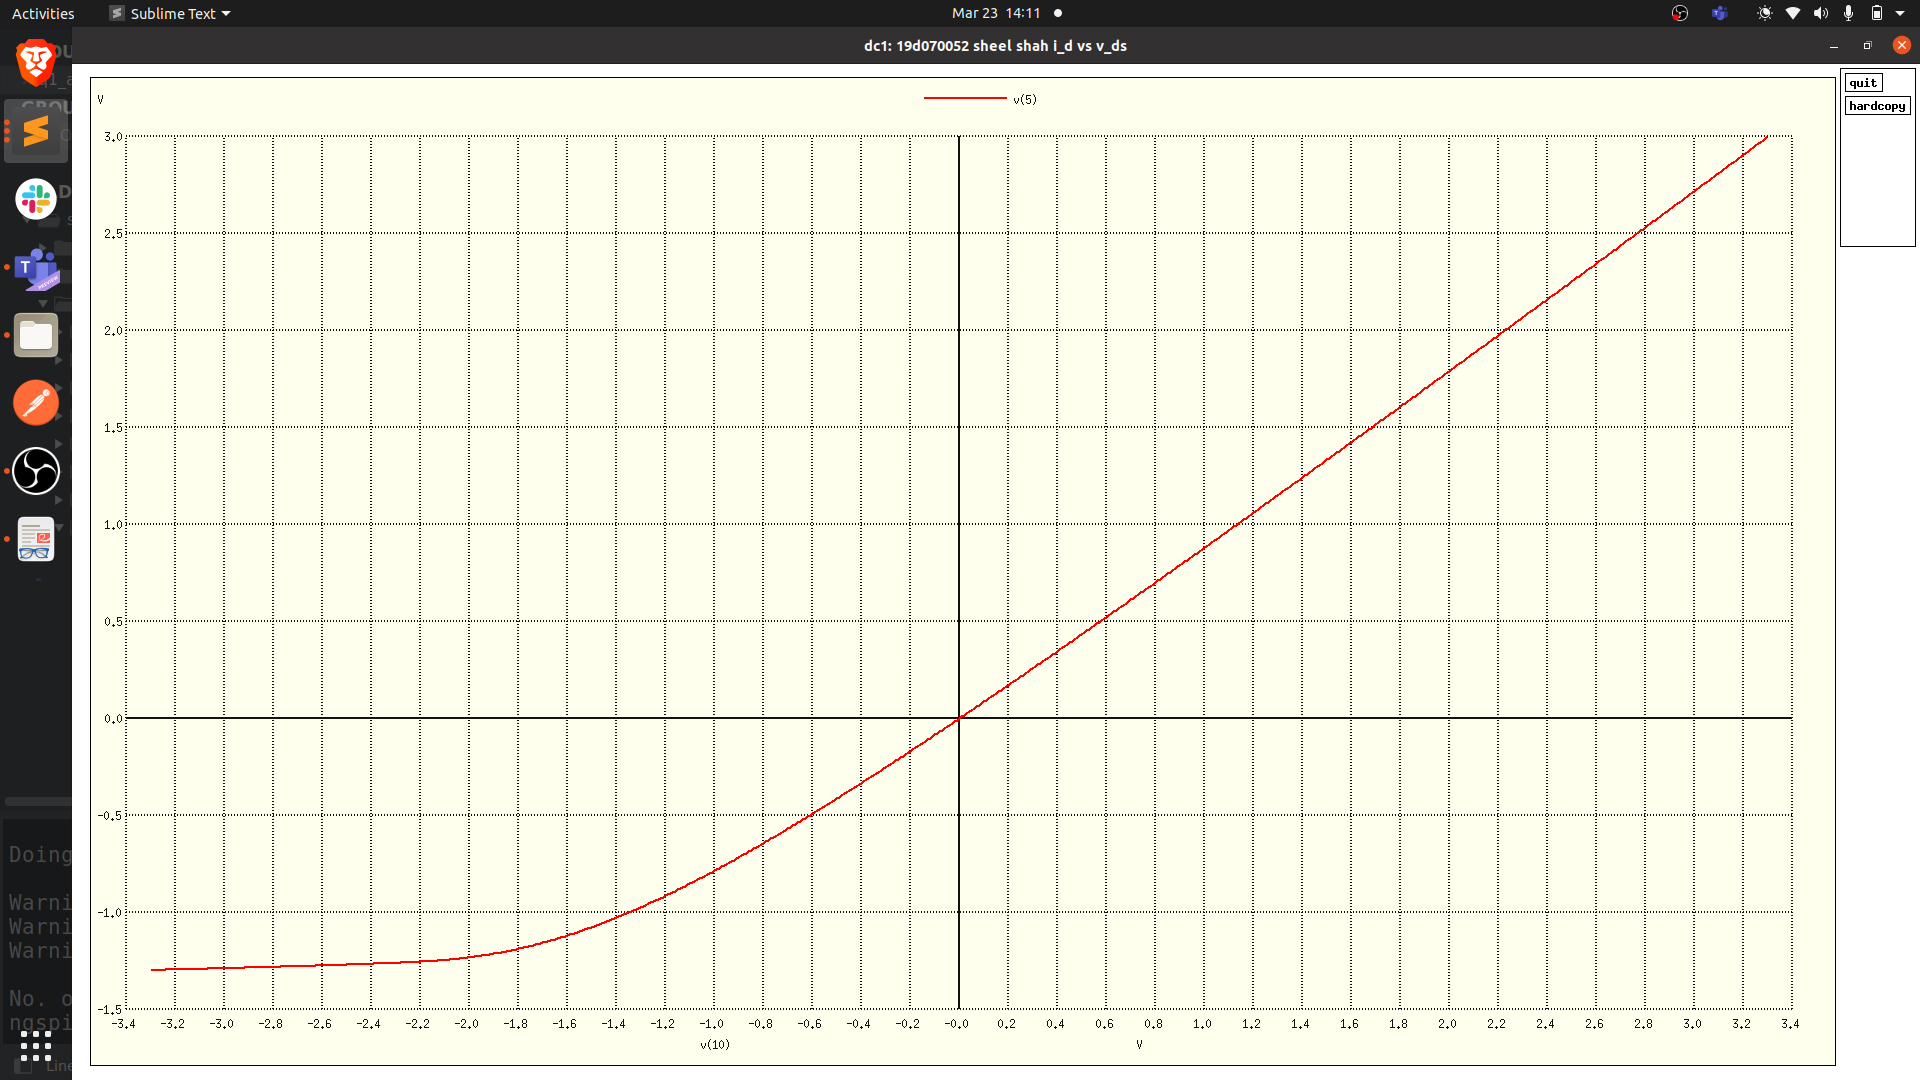 Activities
Sublime Text
Mar 23 14:11
dc1: 19d070052 sheel shah i_d vs v_ds
quit
hardcopy
V
v(5)
3.0
2.5
2.0
1.5
1.0
0.5
0.0
-0.5
-1.0
-1.5
-3.4 -3.2 -3.0 -2.8 -2.6 -2.4 -2.2 -2.0 -1.8 -1.6 -1.4 -1.2 -1.0 -0.8 -0.6 -0.4 -0.2 -0.0 0.2 0.4 0.6 0.8 1.0 1.2 1.4 1.6 1.8 2.0 2.2 2.4 2.6 2.8 3.0 3.2 3.4
v(10) V
GROU
Doing
Warni
Warni
Warni
No. o
ngspi
Line